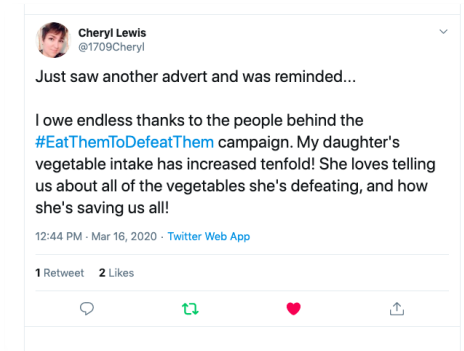 Cheryl Lewis
@1709Cheryl
Just saw another advert and was reminded...
I owe endless thanks to the people behind the
#EatThemToDefeatThem campaign. My daughter's
vegetable intake has increased tenfold! She loves telling
us about all of the vegetables she's defeating, and how
she's saving us all!
12:44 PM · Mar 16, 2020 · Twitter Web App
1 Retweet 2 Likes